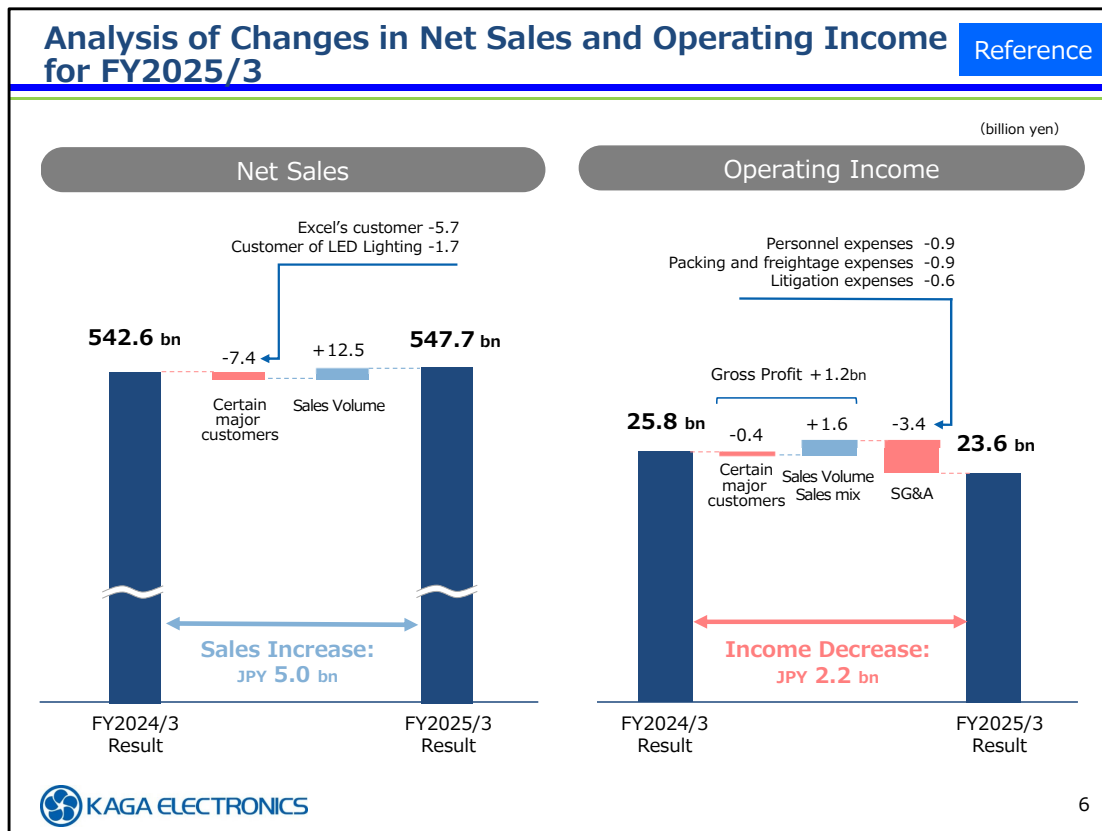 Analysis of Changes in Net Sales and Operating Income
for FY2025/3
Reference
(billion yen)
Net Sales
Excel's customer -5.7
Customer of LED Lighting -1.7
542.6 bn
-7.4
+12.5
547.7 bn
Certain
major
customers
Sales Volume
Sales Increase:
JPY 5.0 bn
FY2024/3
Result
FY2025/3
Result
Operating Income
Personnel expenses -0.9
Packing and freightage expenses -0.9
Litigation expenses -0.6
Gross Profit +1.2bn
25.8 bn
-0.4
+1.6
-3.4
23.6 bn
Certain
major
customers
Sales Volume
Sales mix
SG&A
Income Decrease:
JPY 2.2 bn
FY2024/3
Result
FY2025/3
Result
KAGA ELECTRONICS
6